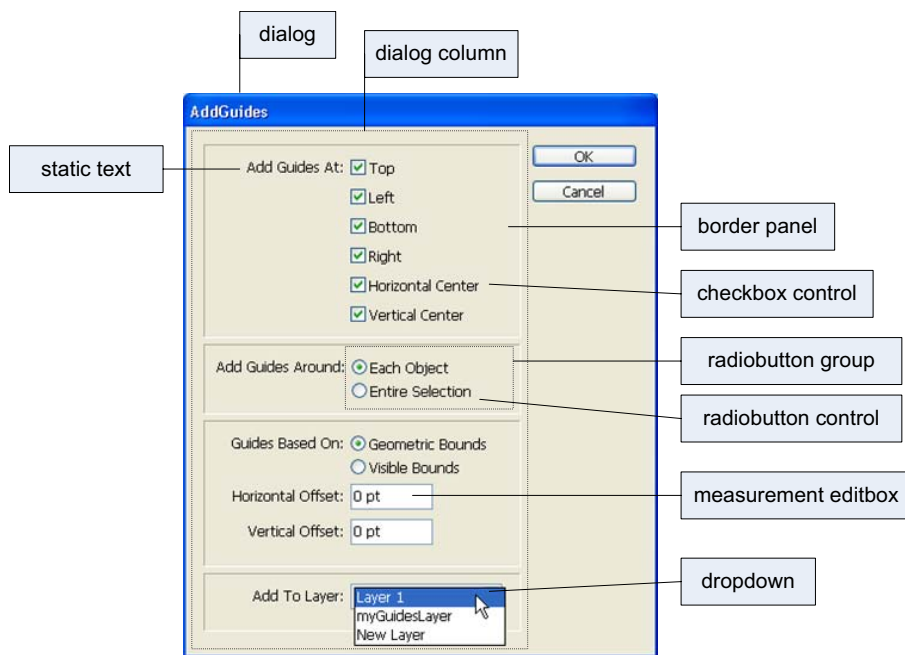 dialog
dialog column
AddGuides
static text
Add Guides At: Top
Left
Bottom
Right
Horizontal Center
Vertical Center
OK
Cancel
border panel
checkbox control
Add Guides Around: Each Object
Entire Selection
radiobutton group
radiobutton control
Guides Based On: Geometric Bounds
Visible Bounds
Horizontal Offset: 0 pt
Vertical Offset: 0 pt
measurement editbox
Add To Layer: Layer 1
myGuidesLayer
New Layer
dropdown